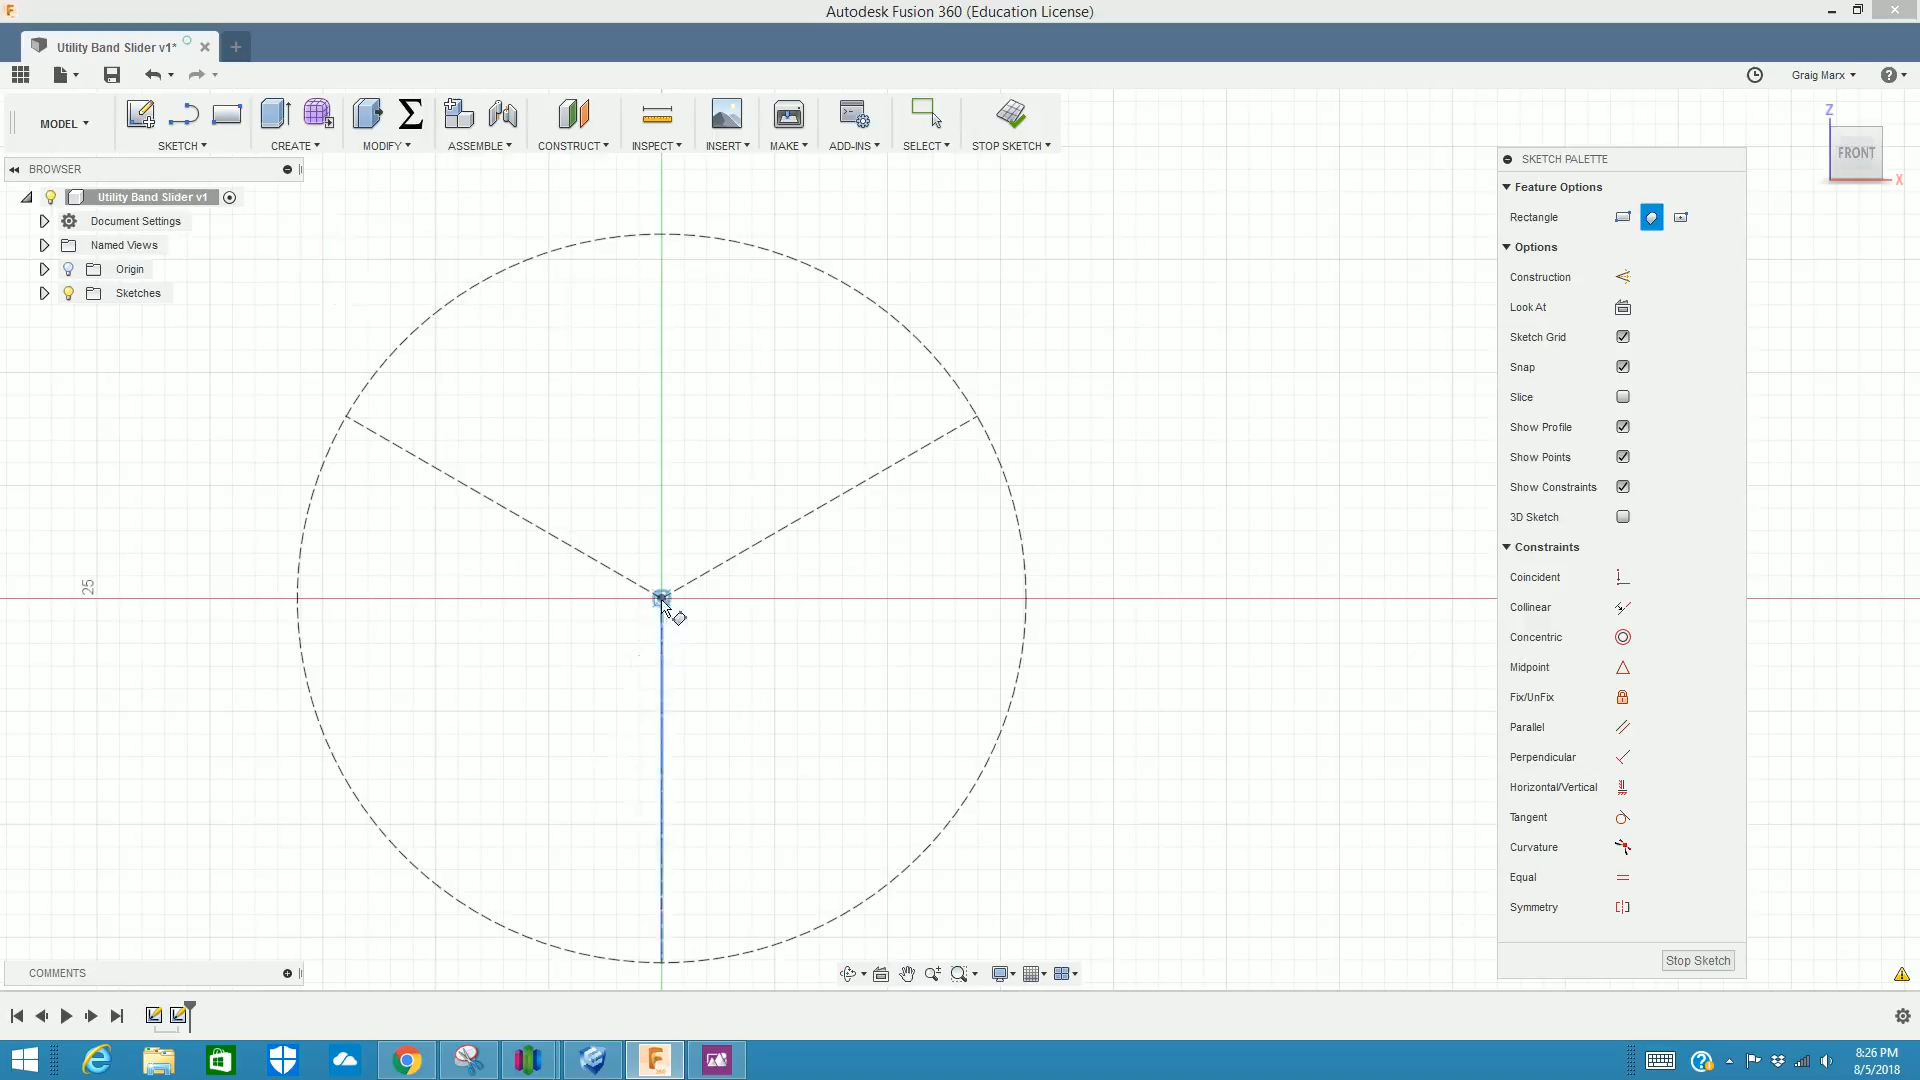 Autodesk Fusion 360 (Education License)
Utility Band Slider v1*
Graig Marx
MODEL
SKETCH
CREATE
MODIFY
ASSEMBLE
CONSTRUCT
INSPECT
INSERT
MAKE
ADD-INS
SELECT
STOP SKETCH
Z
FRONT
X
BROWSER
Utility Band Slider v1
Document Settings
Named Views
Origin
Sketches
25
SKETCH PALETTE
Feature Options
Rectangle
Options
Construction
Look At
Sketch Grid
Snap
Slice
Show Profile
Show Points
Show Constraints
3D Sketch
Constraints
Coincident
Collinear
Concentric
Midpoint
Fix/UnFix
Parallel
Perpendicular
Horizontal/Vertical
Tangent
Curvature
Equal
Symmetry
Stop Sketch
COMMENTS
8:26 PM
8/5/2018